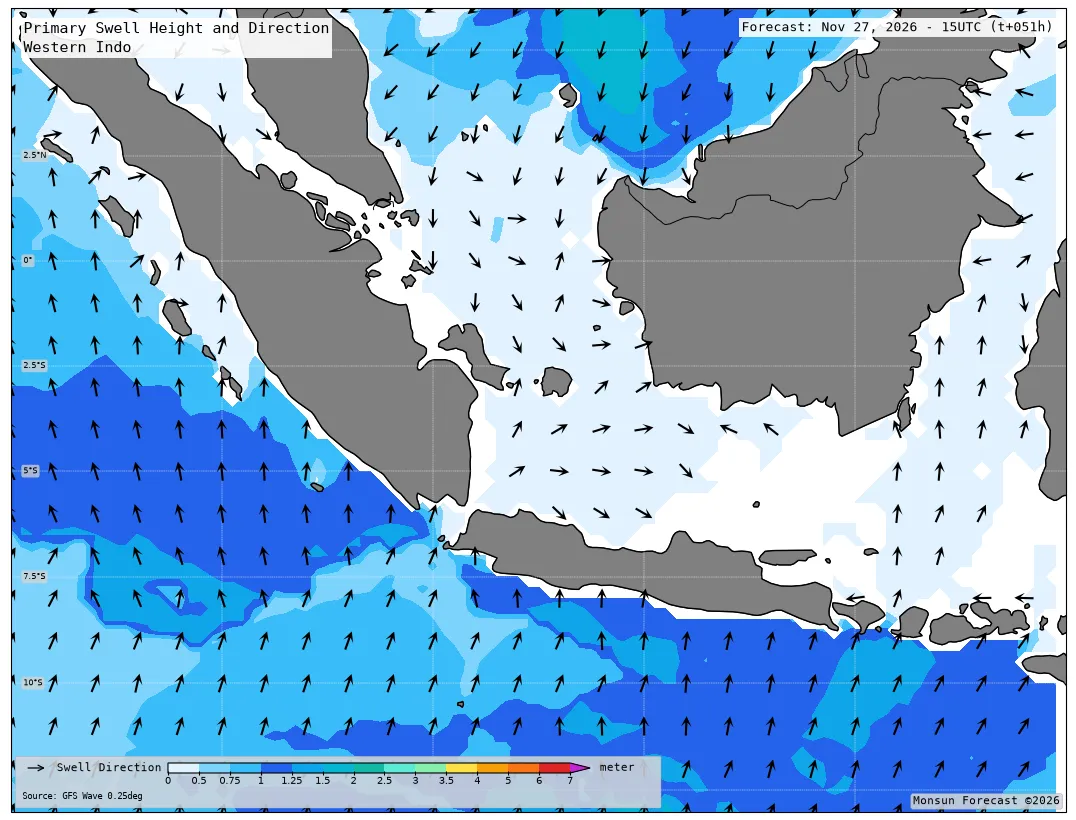 Primary Swell Height and Direction
Western Indo
Forecast: Nov 27, 2026 - 15UTC (t+051h)
2.5°N
0°
2.5°S
5°S
7.5°S
10°S
Swell Direction
meter
0 0.5 0.75 1 1.25 1.5 2 2.5 3 3.5 4 5 6 7
Source: GFS Wave 0.25deg
Monsun Forecast ©2026